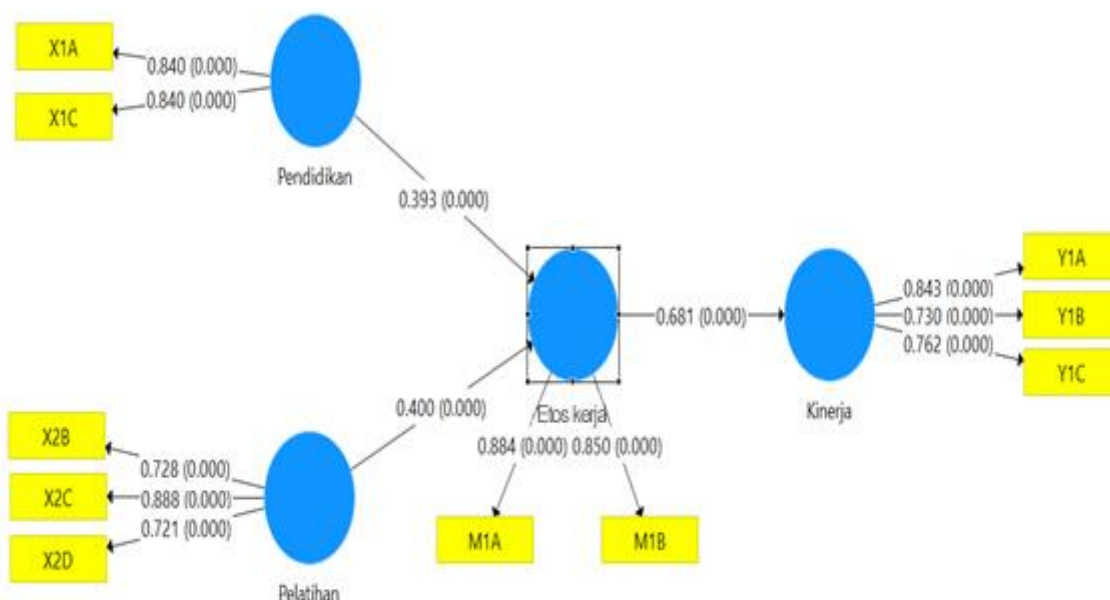 X1A
0.840 (0.000)
0.840 (0.000)
X1C
Pendidikan
0.393 (0.000)
Y1A
0.843 (0.000)
0.681 (0.000)
0.730 (0.000)
Y1B
0.762 (0.000)
Y1C
Kinerja
Etos kerja
0.400 (0.000)
X2B
0.884 (0.000) 0.850 (0.000)
0.728 (0.000)
X2C
0.888 (0.000)
0.721 (0.000)
M1A
M1B
X2D
Pelatihan